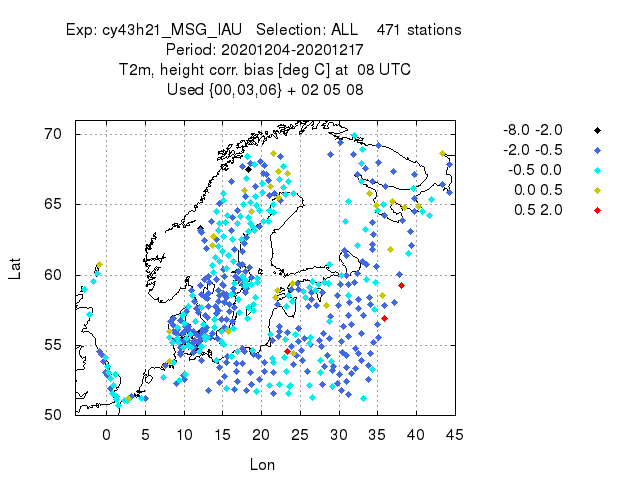 Exp: cy43h21_MSG_IAU   Selection: ALL    471 stations
Period: 20201204-20201217
T2m, height corr. bias [deg C] at  08 UTC
Used {00,03,06} + 02 05 08
70
65
60
55
50
Lat
0 5 10 15 20 25 30 35 40 45
Lon
-8.0 -2.0
-2.0 -0.5
-0.5 0.0
0.0 0.5
0.5 2.0